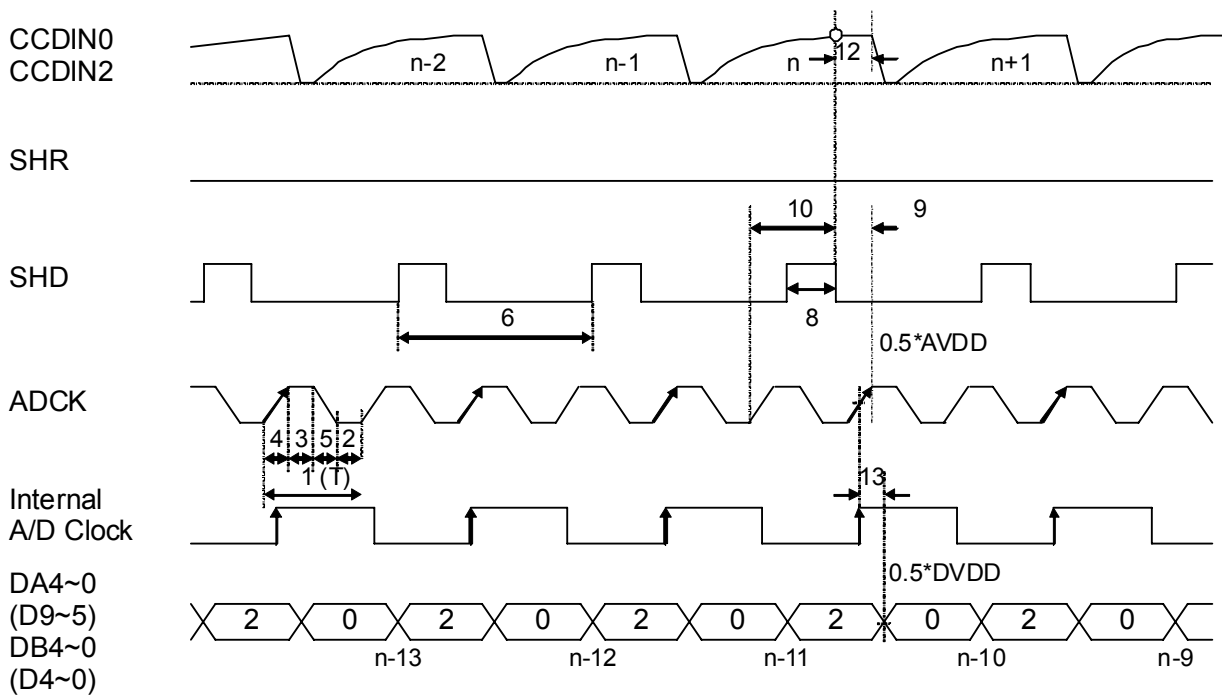 CCDIN0
CCDIN2
n-2
n-1
n
12
n+1
SHR
10
9
SHD
6
8
0.5*AVDD
ADCK
4 3 5 2
1 (T)
13
Internal
A/D Clock
0.5*DVDD
DA4~0
(D9~5)
DB4~0
(D4~0)
2 0 2 0 2 0 2 0 2 0
n-13 n-12 n-11 n-10 n-9